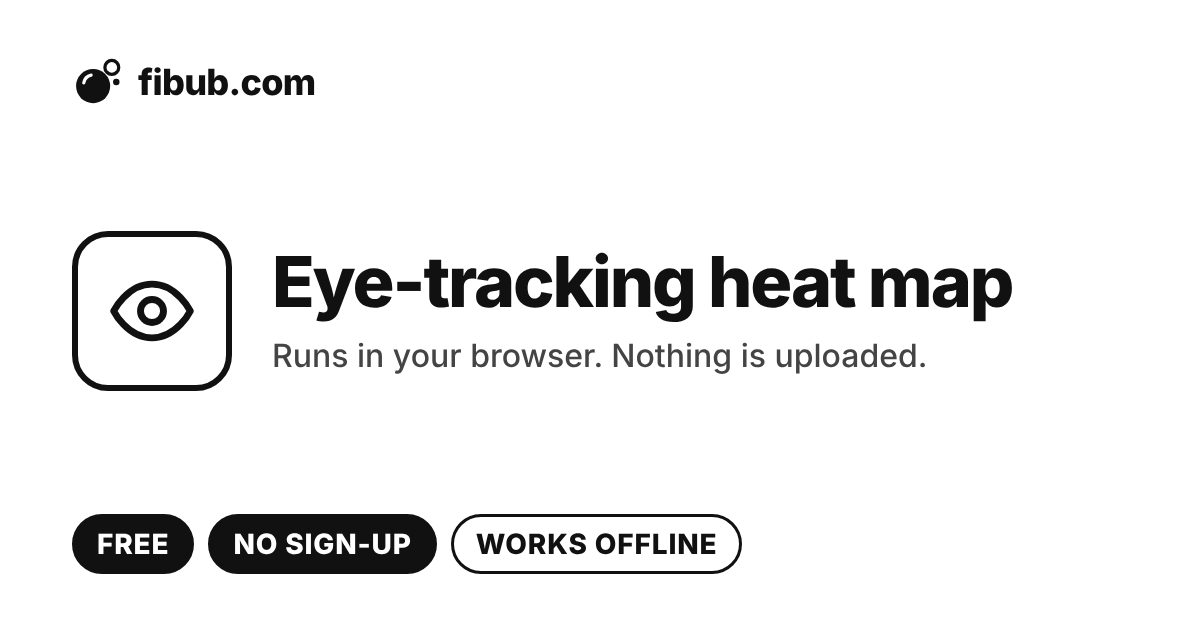 fibub.com
Eye-tracking heat map
Runs in your browser. Nothing is uploaded.
FREE
NO SIGN-UP
WORKS OFFLINE